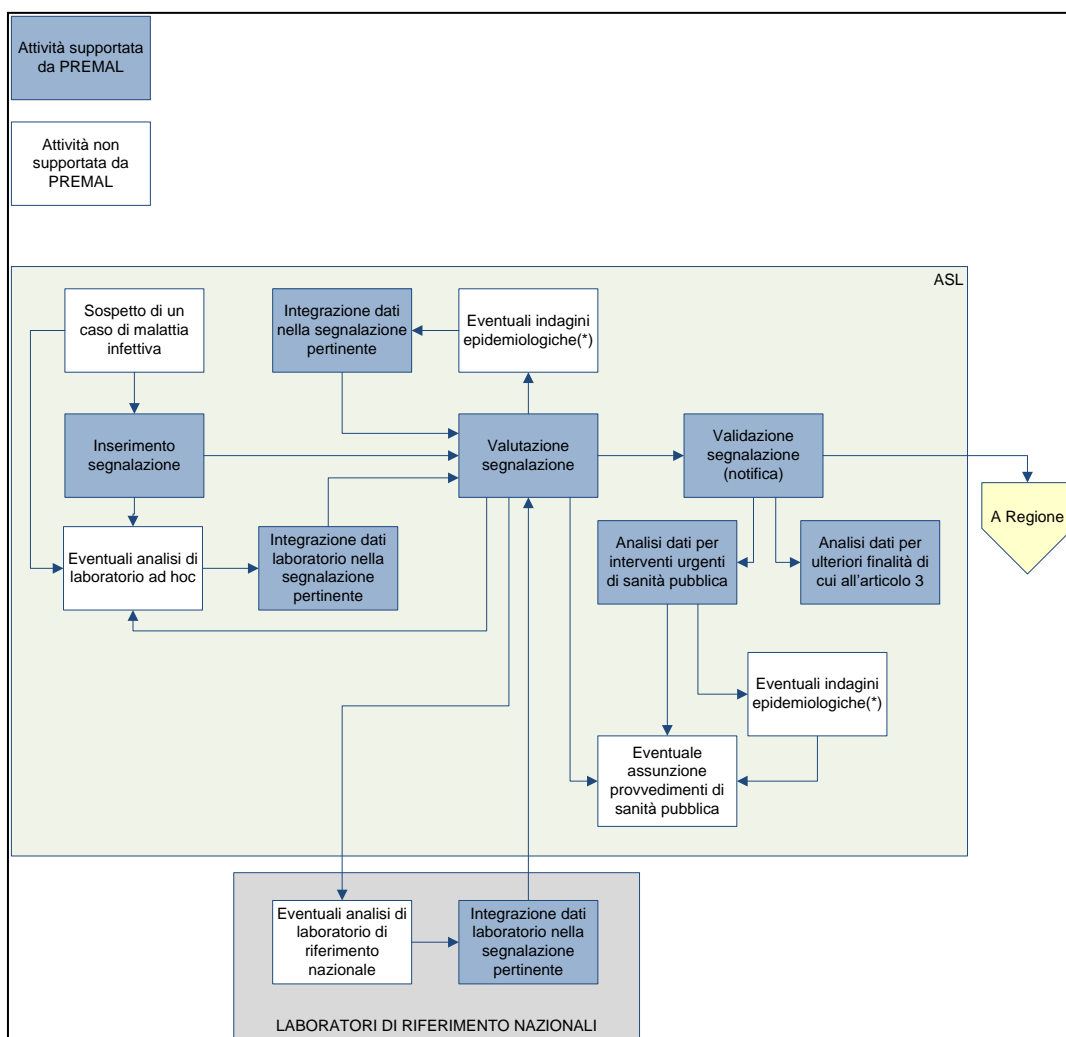 Attività supportata
da PREMAL
Attività non
supportata da
PREMAL
ASL
Sospetto di un
caso di malattia
infettiva
Integrazione dati
nella segnalazione
pertinente
Eventuali indagini
epidemiologiche(*)
Inserimento
segnalazione
Valutazione
segnalazione
Validazione
segnalazione
(notifica)
A Regione
Eventuali analisi di
laboratorio ad hoc
Integrazione dati
laboratorio nella
segnalazione
pertinente
Analisi dati per
interventi urgenti
di sanità pubblica
Analisi dati per
ulteriori finalità di
cui all'articolo 3
Eventuali indagini
epidemiologiche(*)
Eventuale
assunzione
provvedimenti di
sanità pubblica
Eventuali analisi di
laboratorio di
riferimento
nazionale
Integrazione dati
laboratorio nella
segnalazione
pertinente
LABORATORI DI RIFERIMENTO NAZIONALI